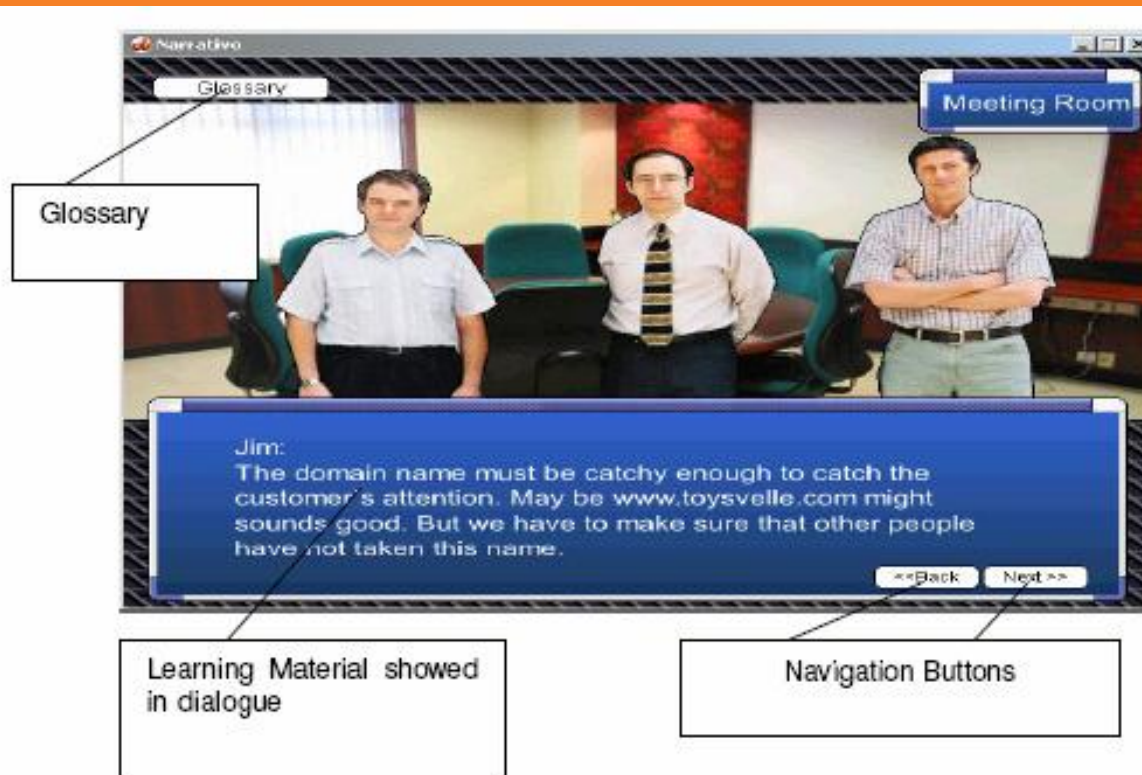 Narrativo
Glossary
Meeting Room
Glossary
Jim:
The domain name must be catchy enough to catch the
customer's attention. May be www.toysvelle.com might
sounds good. But we have to make sure that other people
have not taken this name.
<<Back Next >>
Learning Material showed
in dialogue
Navigation Buttons